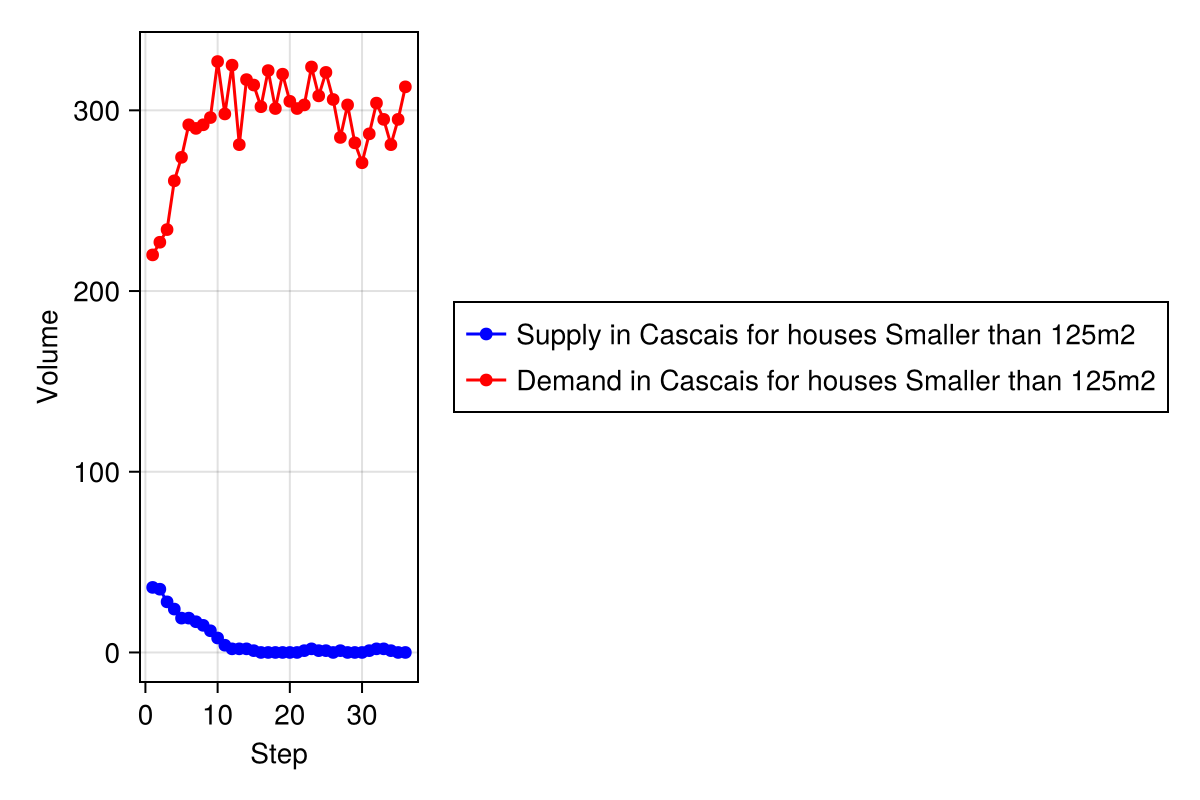 300
200
100
0
Volume
0 10 20 30
Step
Supply in Cascais for houses Smaller than 125m2
Demand in Cascais for houses Smaller than 125m2